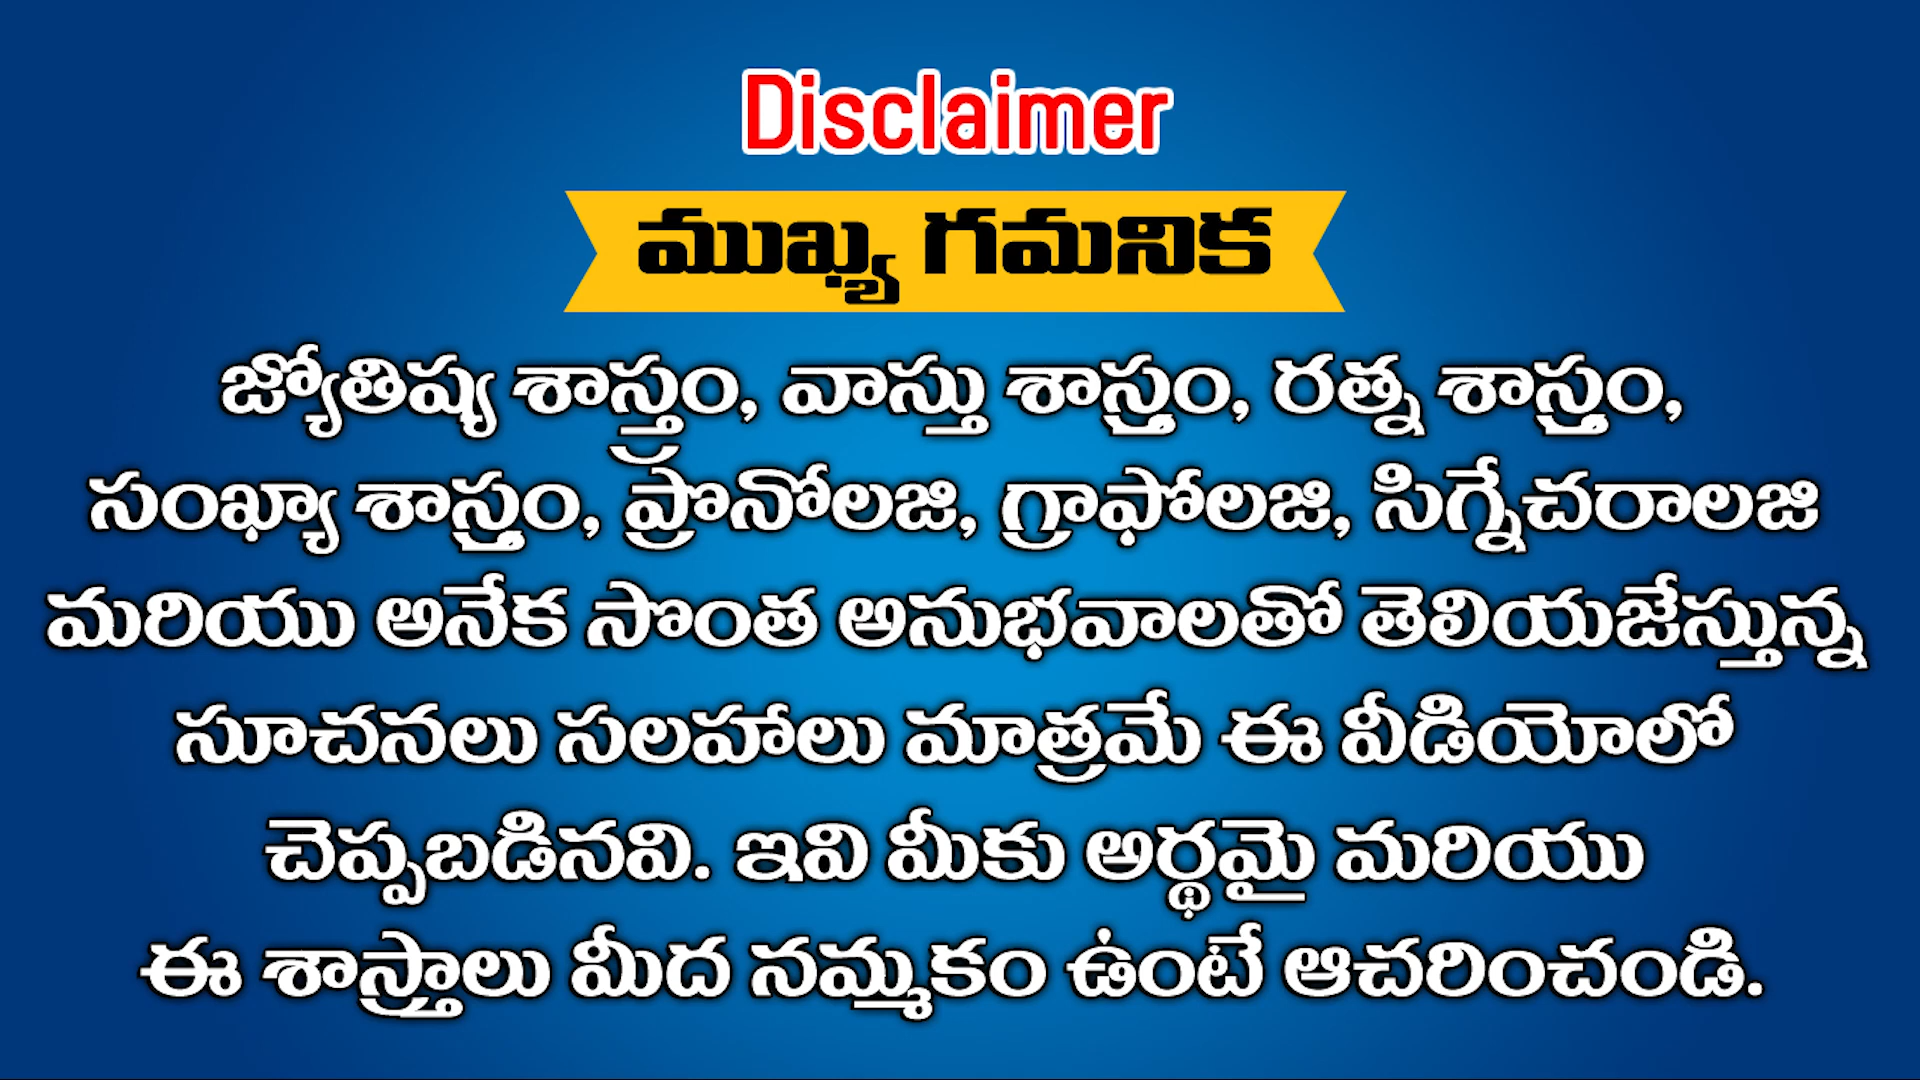 Disclaimer
ముఖ్య గమనిక
జ్యోతిష్య శాస్త్రం, వాస్తు శాస్త్రం, రత్న శాస్త్రం,
సంఖ్యా శాస్త్రం, ప్రొనోలజి, గ్రాఫోలజి, సిగ్నేచరాలజి
మరియు అనేక సొంత అనుభవాలతో తెలియజేస్తున్న
సూచనలు సలహాలు మాత్రమే ఈ వీడియోలో
చెప్పబడినవి. ఇవి మీకు అర్థమై మరియు
ఈ శాస్త్రాలు మీద నమ్మకం ఉంటే ఆచరించండి.